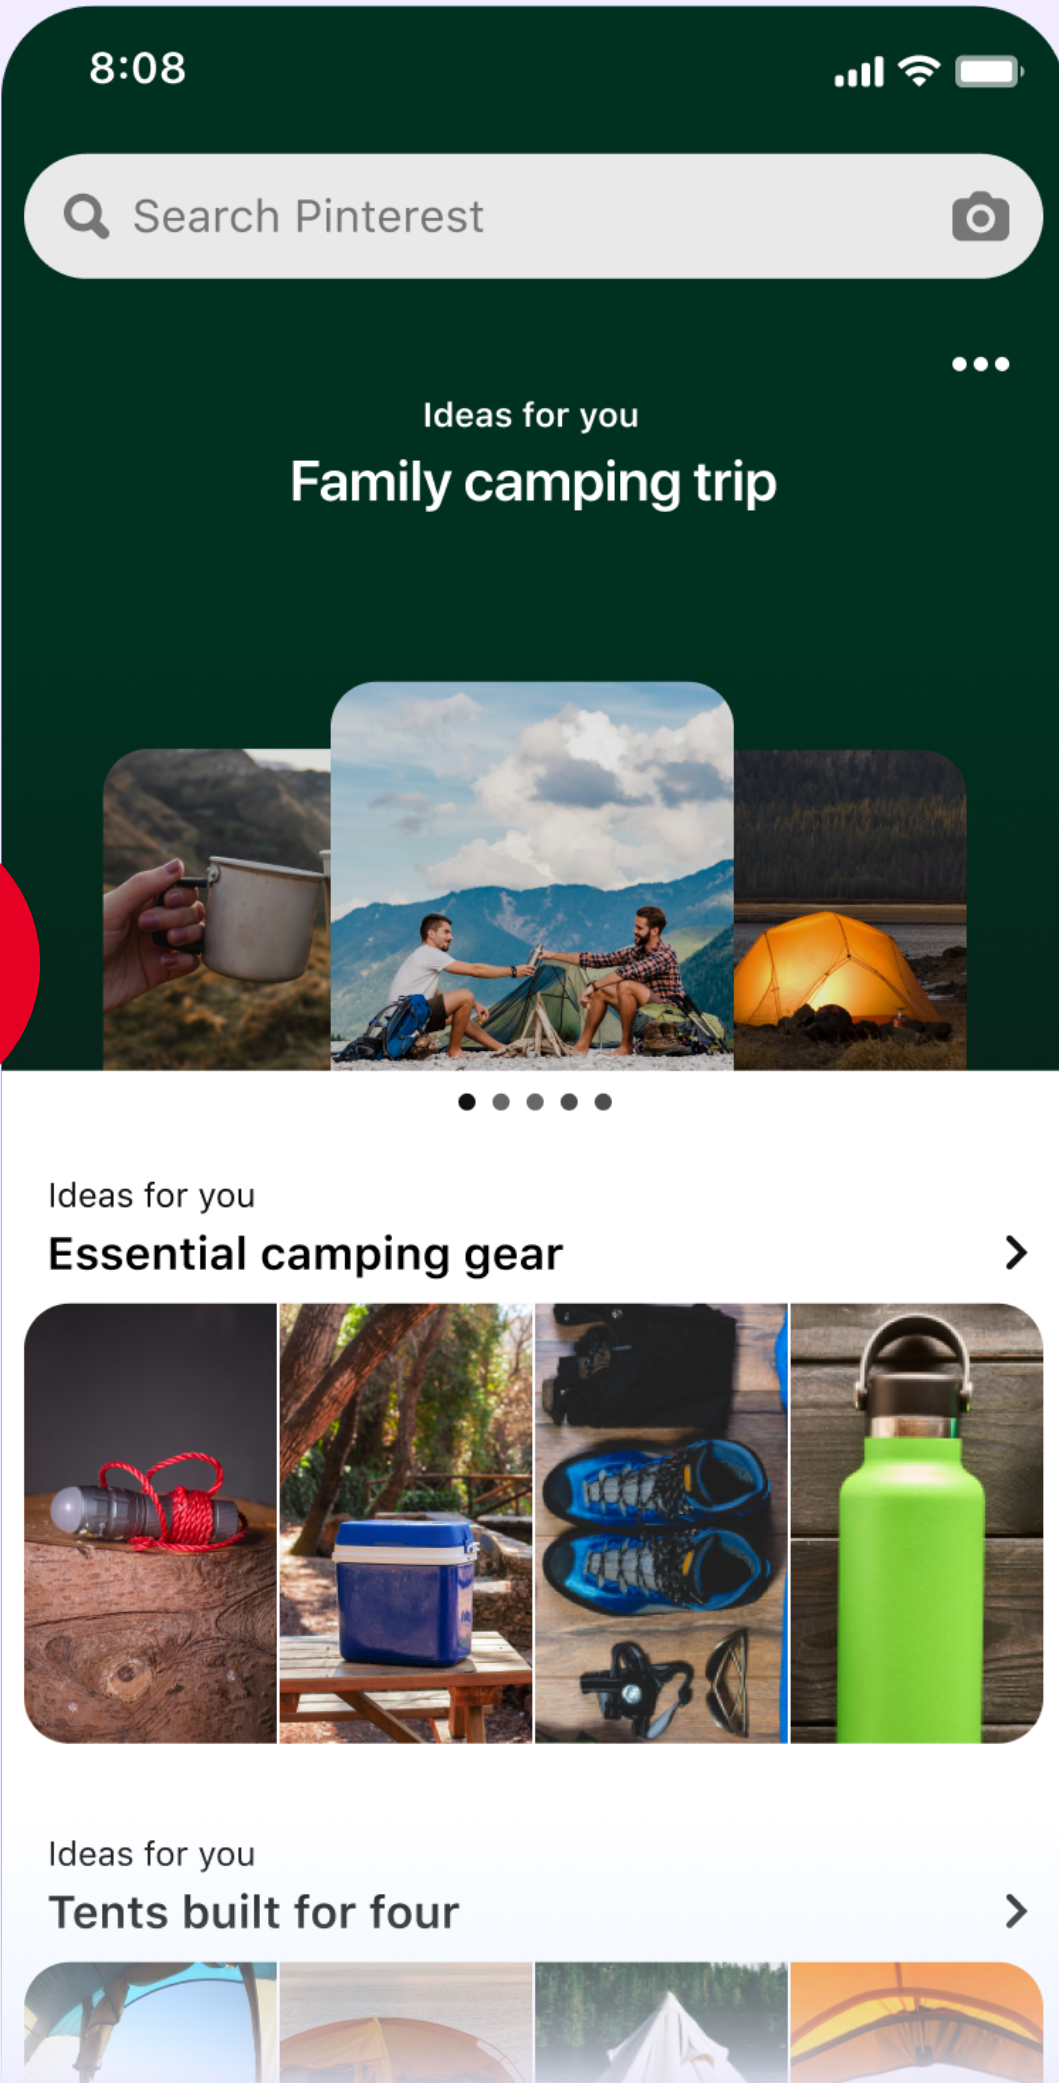 8:08
Search Pinterest
Ideas for you
Family camping trip
Ideas for you
Essential camping gear
Ideas for you
Tents built for four